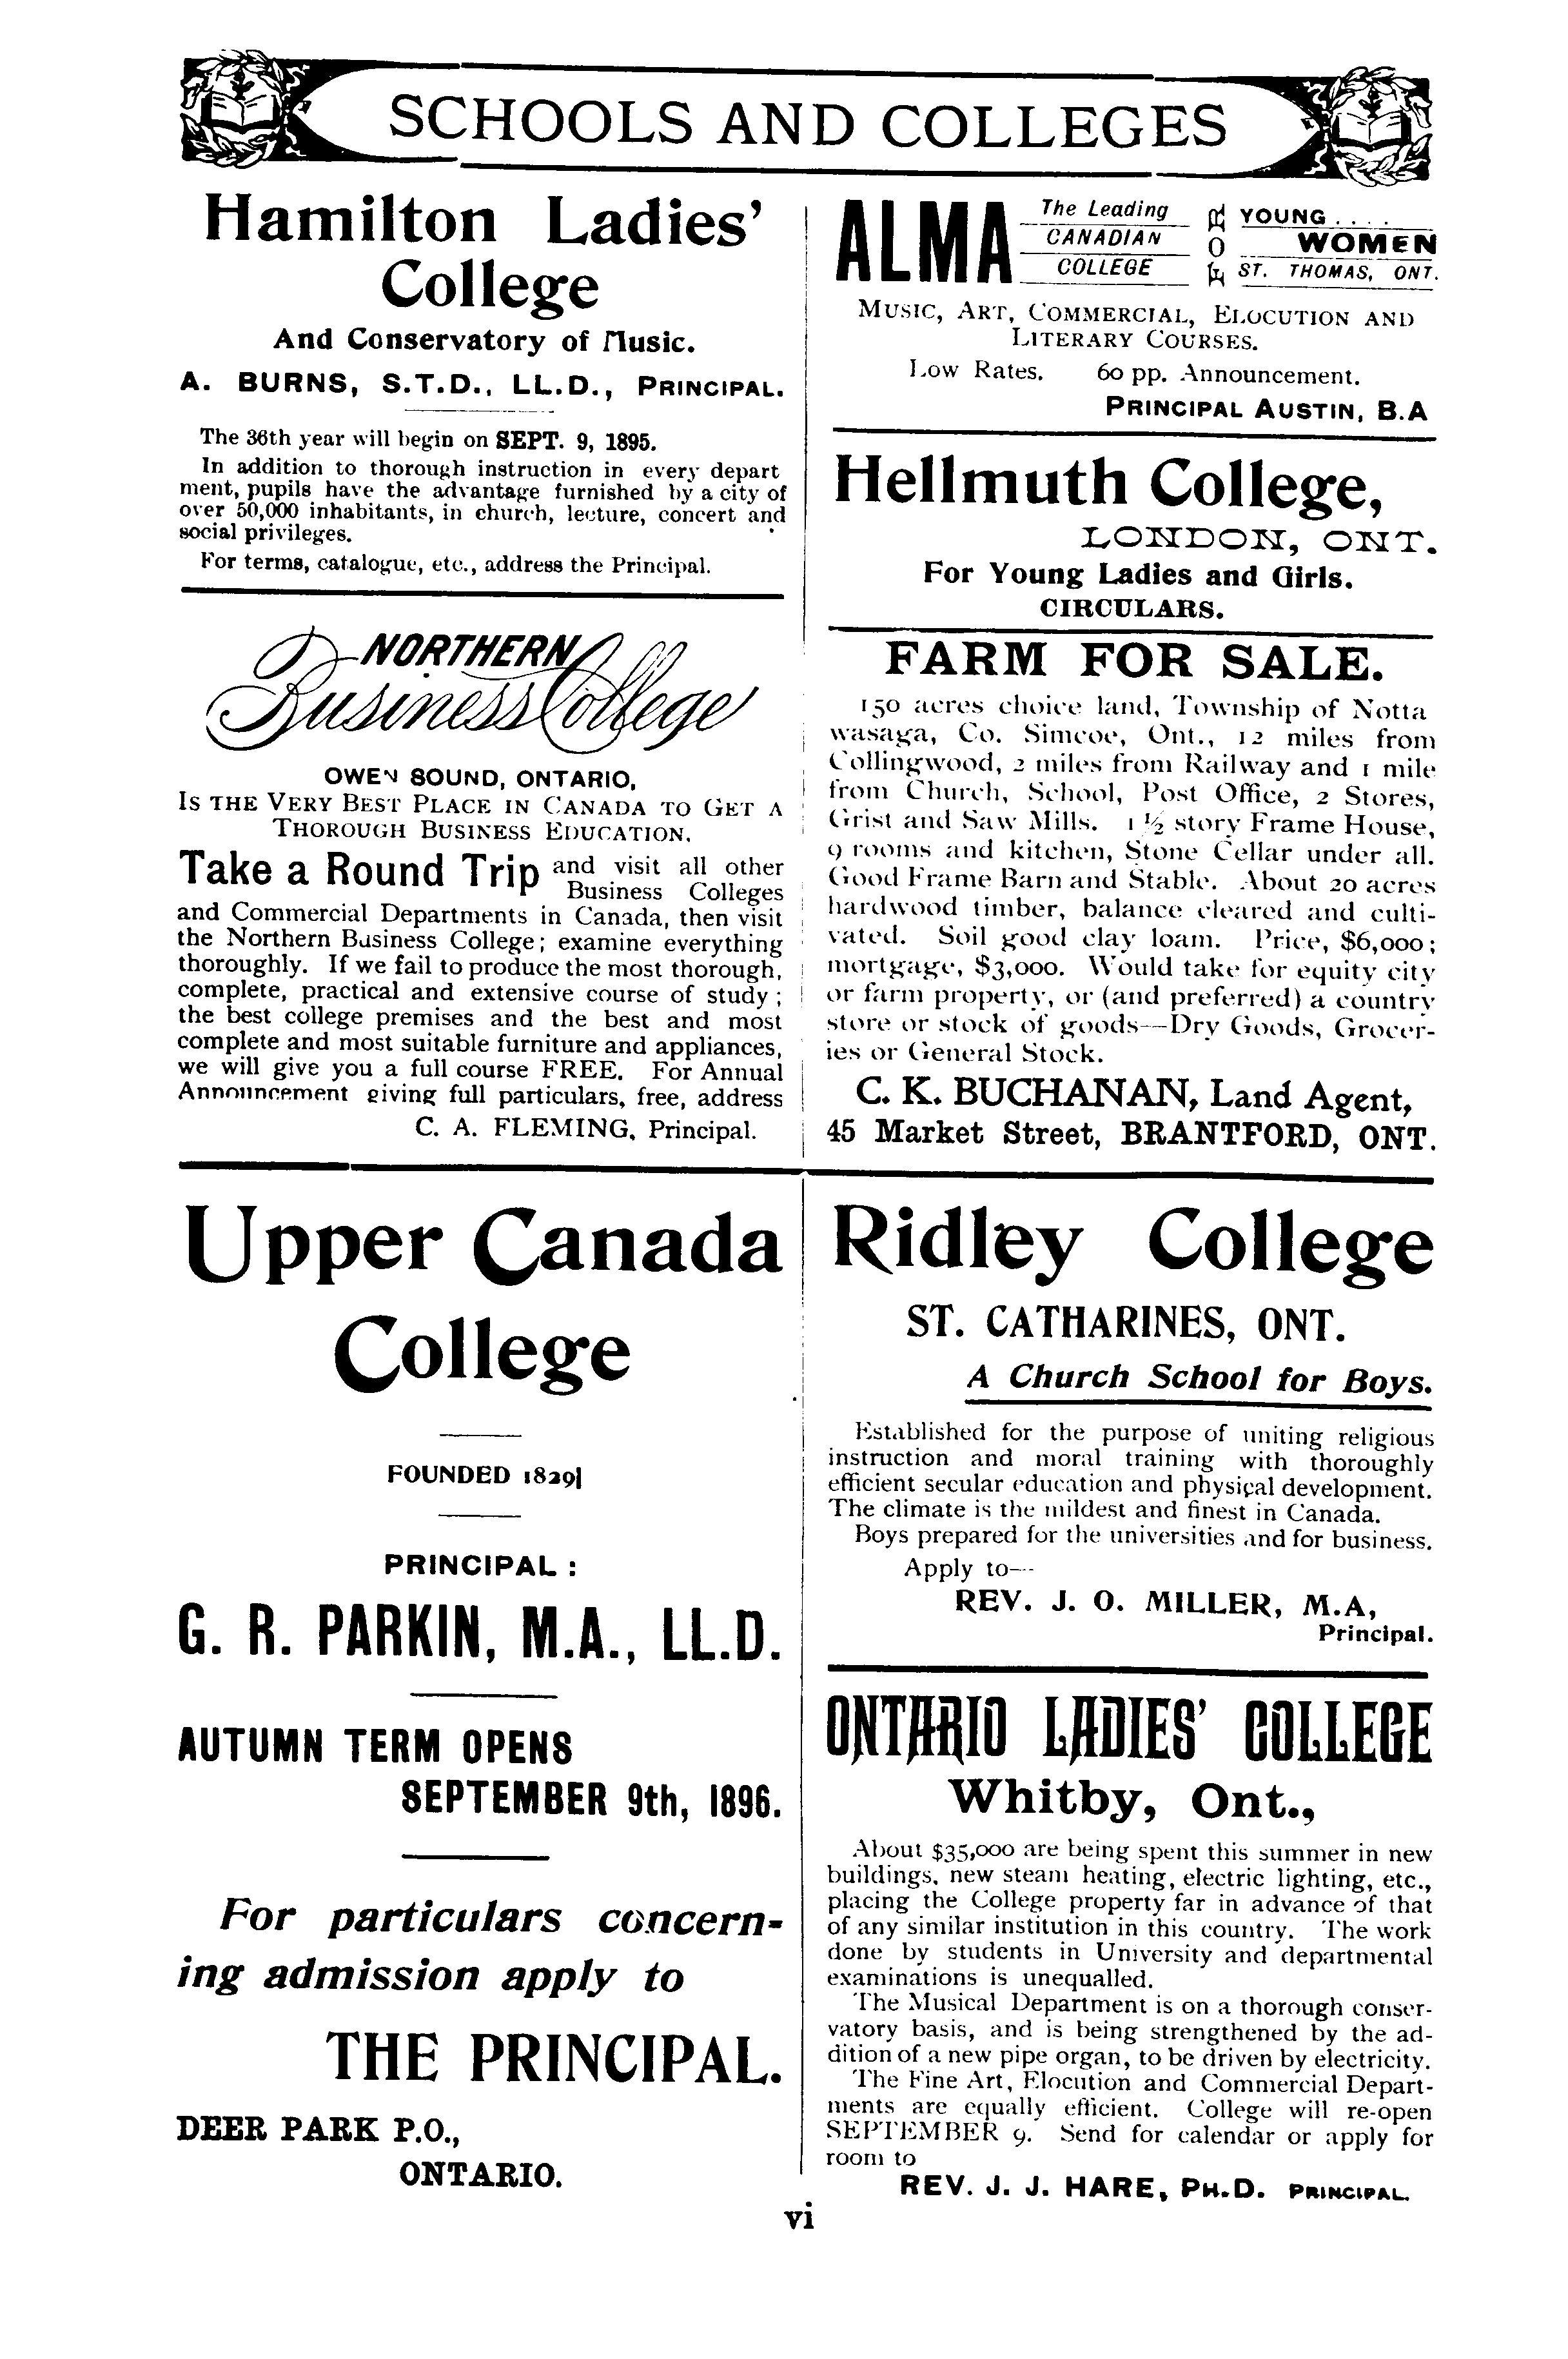 SCHOOLS AND COLLEGES
Hamilton Ladies'
College
And Conservatory of Music.
A. BURNS, S.T.D., LL.D., PRINCIPAL.
The 36th year will begin on SEPT. 9, 1895.
In addition to thorough instruction in every depart
ment, pupils have the advantage furnished by a city of
over 50,000 inhabitants, in church, lecture, concert and
social privileges.
For terms, catalogue, etc., address the Principal.
NORTHERN
Business College
OWEN SOUND, ONTARIO,
IS THE VERY BEST PLACE IN CANADA TO GET A
THOROUGH BUSINESS EDUCATION.
Take a Round Trip and visit all other
Business Colleges
and Commercial Departments in Canada, then visit
the Northern Business College; examine everything
thoroughly. If we fail to produce the most thorough,
complete, practical and extensive course of study;
the best college premises and the best and most
complete and most suitable furniture and appliances,
we will give you a full course FREE. For Annual
Announcement giving full particulars, free, address
C. A. FLEMING, Principal.
ALMA
The Leading
CANADIAN
COLLEGE
FOR
YOUNG ....
WOMEN
ST. THOMAS, ONT.
MUSIC, ART, COMMERCIAL, ELOCUTION AND
LITERARY COURSES.
Low Rates. 60 pp. Announcement.
PRINCIPAL AUSTIN, B.A
Hellmuth College,
LONDON, ONT.
For Young Ladies and Girls.
CIRCULARS.
FARM FOR SALE.
150 acres choice land, Township of Notta
wasaga, Co. Simcoe, Ont., 12 miles from
Collingwood, 2 miles from Railway and 1 mile
from Church, School, Post Office, 2 Stores,
Grist and Saw Mills. 1 ½ story Frame House,
9 rooms and kitchen, Stone Cellar under all.
Good Frame Barn and Stable. About 20 acres
hardwood timber, balance cleared and culti-
vated. Soil good clay loam. Price, $6,000;
mortgage, $3,000. Would take for equity city
or farm property, or (and preferred) a country
store or stock of goods—Dry Goods, Grocer-
ies or General Stock.
C. K. BUCHANAN, Land Agent,
45 Market Street, BRANTFORD, ONT.
Upper Canada
College
FOUNDED 1829
PRINCIPAL:
G. R. PARKIN, M.A., LL.D.
AUTUMN TERM OPENS
SEPTEMBER 9th, 1896.
For particulars concern-
ing admission apply to
THE PRINCIPAL.
DEER PARK P.O.,
ONTARIO.
Ridley College
ST. CATHARINES, ONT.
A Church School for Boys.
Established for the purpose of uniting religious
instruction and moral training with thoroughly
efficient secular education and physical development.
The climate is the mildest and finest in Canada.
Boys prepared for the universities and for business.
Apply to—
REV. J. O. MILLER, M.A,
Principal.
ONTARIO LADIES' COLLEGE
Whitby, Ont.,
About $35,000 are being spent this summer in new
buildings, new steam heating, electric lighting, etc.,
placing the College property far in advance of that
of any similar institution in this country. The work
done by students in University and departmental
examinations is unequalled.
The Musical Department is on a thorough conser-
vatory basis, and is being strengthened by the ad-
dition of a new pipe organ, to be driven by electricity.
The Fine Art, Elocution and Commercial Depart-
ments are equally efficient. College will re-open
SEPTEMBER 9. Send for calendar or apply for
room to
REV. J. J. HARE, PH.D. PRINCIPAL.
vi